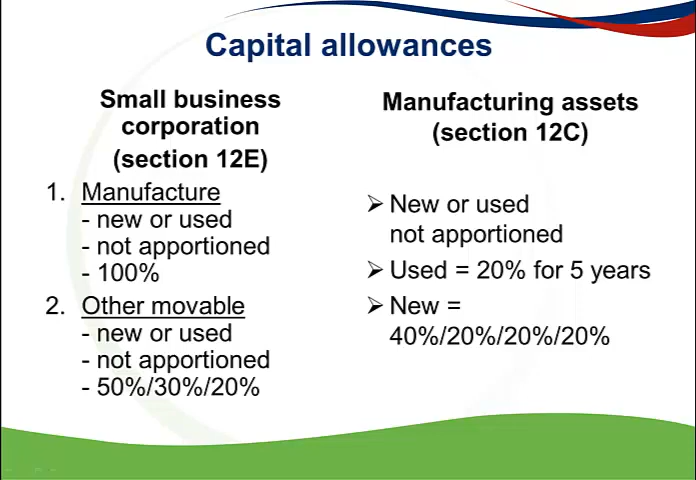 Capital allowances
Small business
corporation
(section 12E)
1. Manufacture
- new or used
- not apportioned
- 100%
2. Other movable
- new or used
- not apportioned
- 50%/30%/20%
Manufacturing assets
(section 12C)
➢ New or used
not apportioned
➢ Used = 20% for 5 years
➢ New =
40%/20%/20%/20%